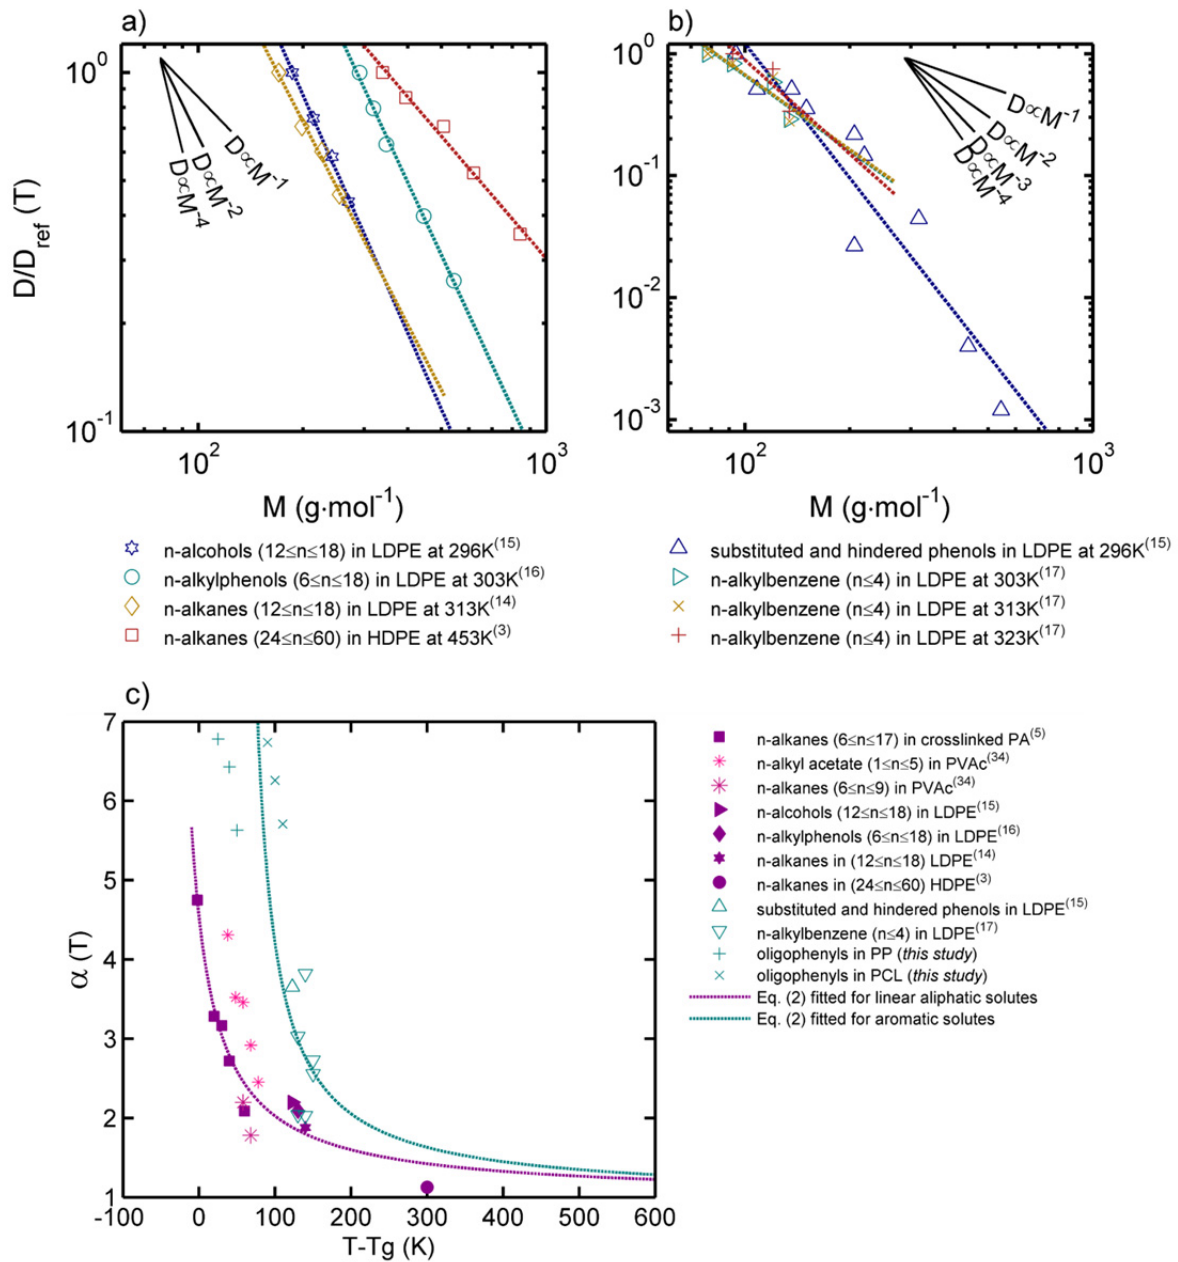 a)
b)
10⁰
10⁻¹
D/D_ref (T)
D∝M⁻¹
D∝M⁻²
D∝M⁻⁴
10²
10³
M (g·mol⁻¹)
10⁰
10⁻¹
10⁻²
10⁻³
D∝M⁻¹
D∝M⁻²
D∝M⁻³
D∝M⁻⁴
10²
10³
M (g·mol⁻¹)
n-alcohols (12≤n≤18) in LDPE at 296K⁽¹⁵⁾
n-alkylphenols (6≤n≤18) in LDPE at 303K⁽¹⁶⁾
n-alkanes (12≤n≤18) in LDPE at 313K⁽¹⁴⁾
n-alkanes (24≤n≤60) in HDPE at 453K⁽³⁾
substituted and hindered phenols in LDPE at 296K⁽¹⁵⁾
n-alkylbenzene (n≤4) in LDPE at 303K⁽¹⁷⁾
n-alkylbenzene (n≤4) in LDPE at 313K⁽¹⁷⁾
n-alkylbenzene (n≤4) in LDPE at 323K⁽¹⁷⁾
c)
7
6
5
4
3
2
1
α (T)
-100 0 100 200 300 400 500 600
T-Tg (K)
n-alkanes (6≤n≤17) in crosslinked PA⁽⁵⁾
n-alkyl acetate (1≤n≤5) in PVAc⁽³⁴⁾
n-alkanes (6≤n≤9) in PVAc⁽³⁴⁾
n-alcohols (12≤n≤18) in LDPE⁽¹⁵⁾
n-alkylphenols (6≤n≤18) in LDPE⁽¹⁶⁾
n-alkanes in (12≤n≤18) LDPE⁽¹⁴⁾
n-alkanes in (24≤n≤60) HDPE⁽³⁾
substituted and hindered phenols in LDPE⁽¹⁵⁾
n-alkylbenzene (n≤4) in LDPE⁽¹⁷⁾
oligophenyls in PP (this study)
oligophenyls in PCL (this study)
Eq. (2) fitted for linear aliphatic solutes
Eq. (2) fitted for aromatic solutes